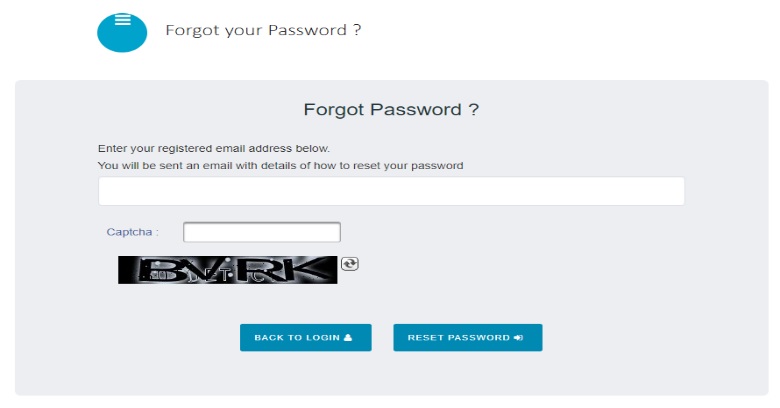 Forgot your Password ?
Forgot Password ?
Enter your registered email address below.
You will be sent an email with details of how to reset your password
Captcha :
BACK TO LOGIN
RESET PASSWORD